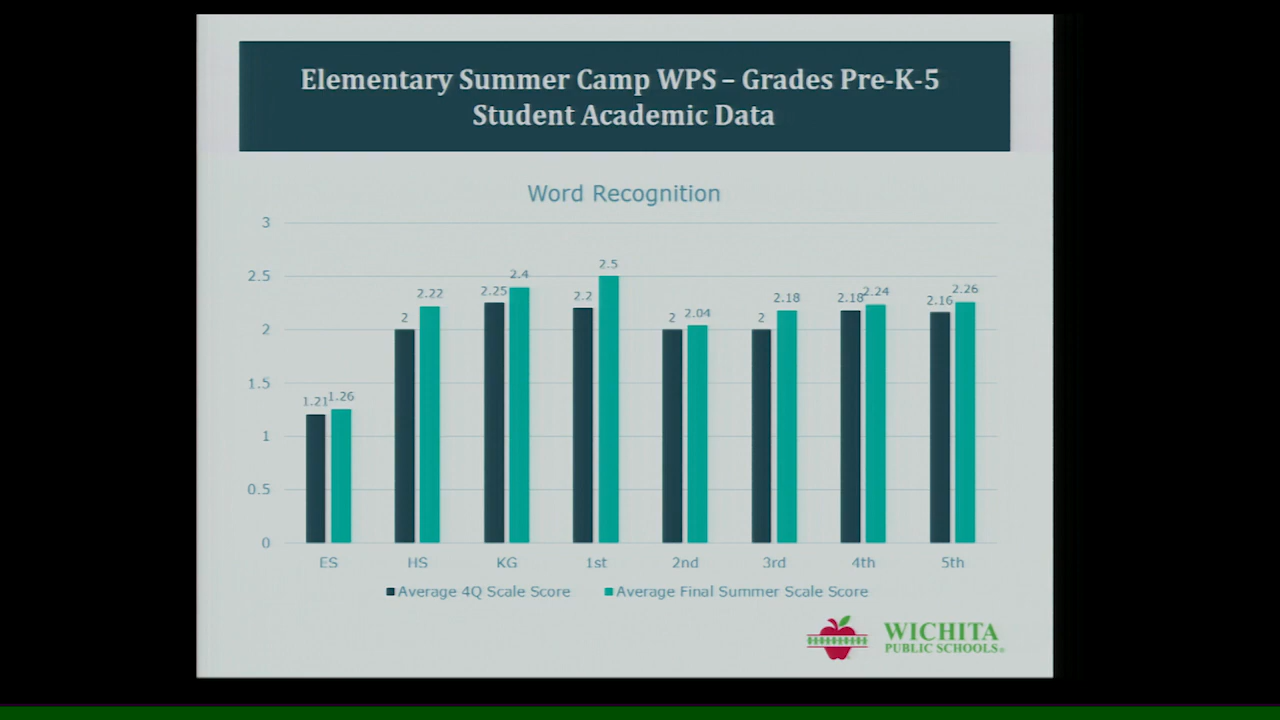 Elementary Summer Camp WPS – Grades Pre-K-5
Student Academic Data
Word Recognition
3
2.5
2
1.5
1
0.5
0
1.21 1.26
2 2.22
2.25 2.4
2.2 2.5
2 2.04
2 2.18
2.18 2.24
2.16 2.26
ES HS KG 1st 2nd 3rd 4th 5th
Average 4Q Scale Score Average Final Summer Scale Score
WICHITA
PUBLIC SCHOOLS